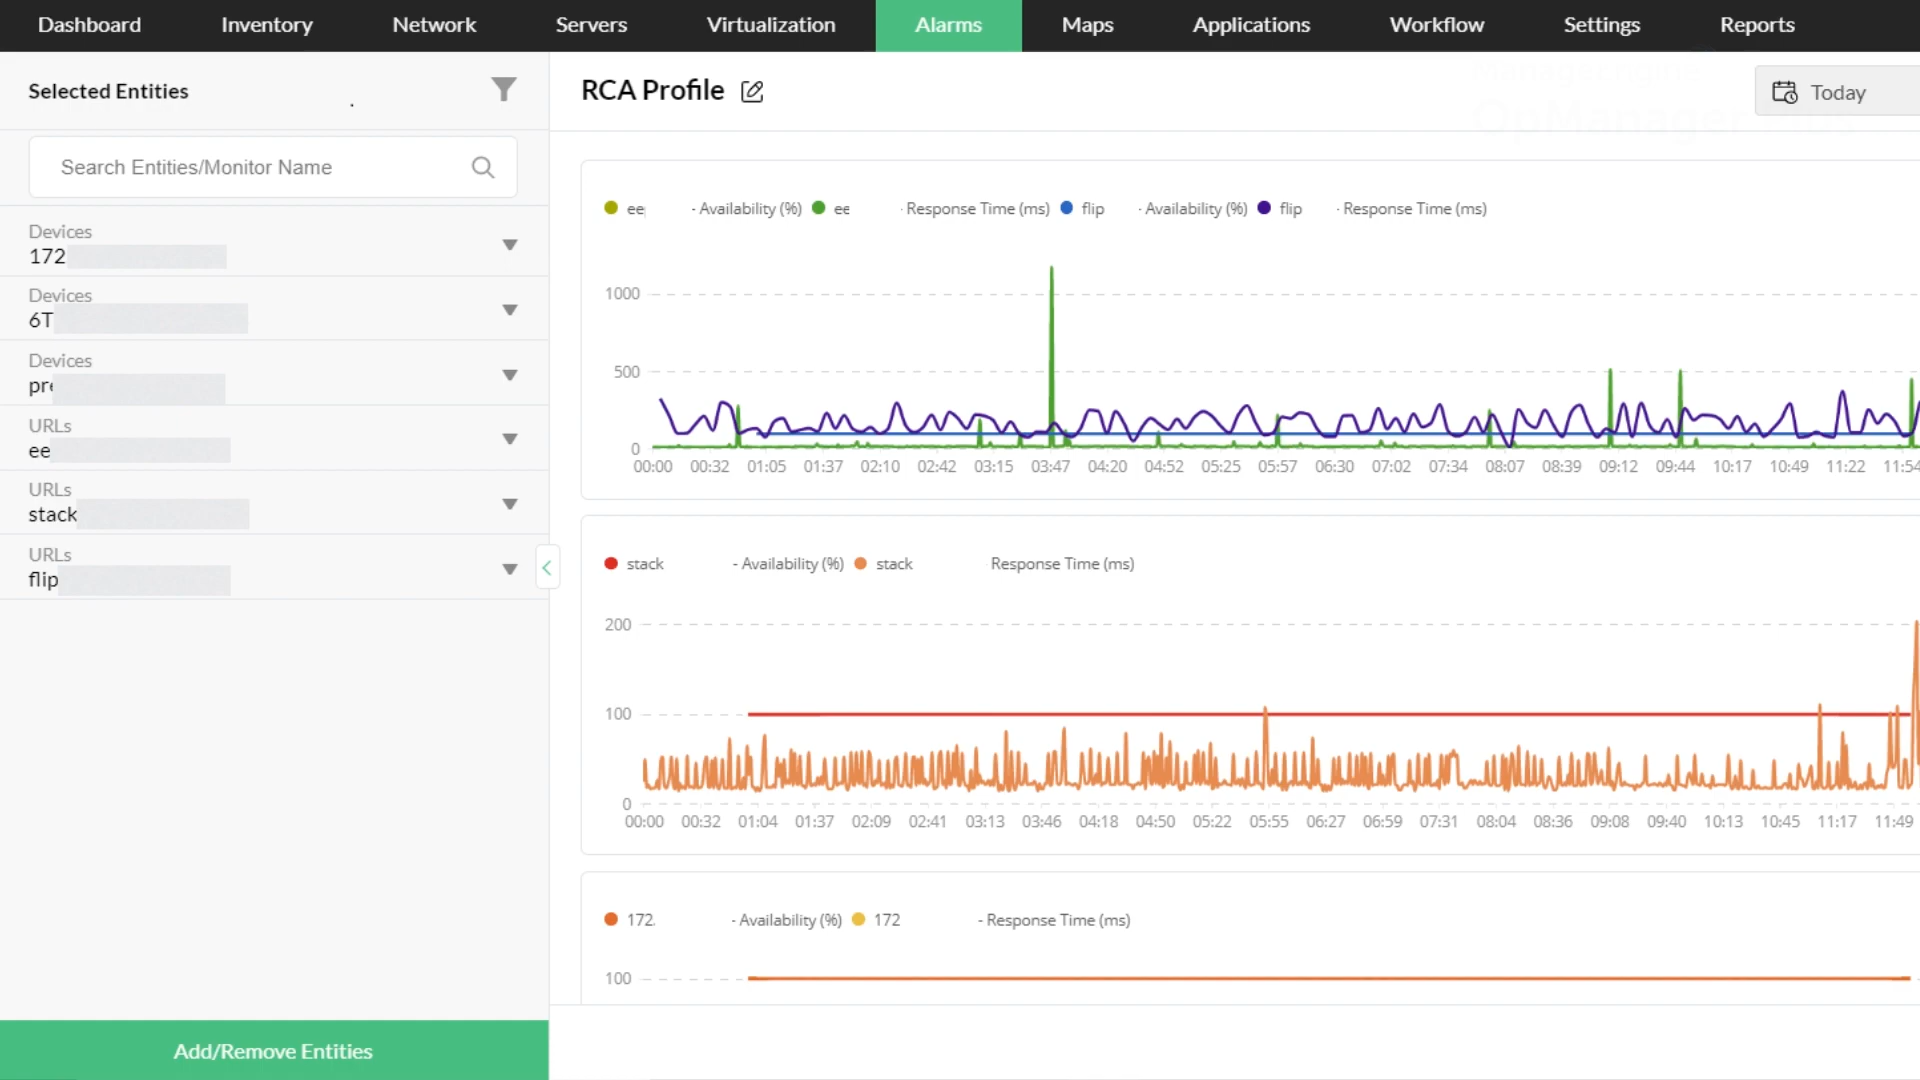 Dashboard Inventory Network Servers Virtualization Alarms Maps Applications Workflow Settings Reports
Selected Entities
Search Entities/Monitor Name
Devices
172
Devices
6T
Devices
pre
URLs
ee
URLs
stack
URLs
flip
Add/Remove Entities
RCA Profile
OpManager
Today
ee - Availability (%) ee - Response Time (ms) flip - Availability (%) flip - Response Time (ms)
1000
500
0
00:00 00:32 01:05 01:37 02:10 02:42 03:15 03:47 04:20 04:52 05:25 05:57 06:30 07:02 07:34 08:07 08:39 09:12 09:44 10:17 10:49 11:22 11:54
stack - Availability (%) stack Response Time (ms)
200
100
0
00:00 00:32 01:04 01:37 02:09 02:41 03:13 03:46 04:18 04:50 05:22 05:55 06:27 06:59 07:31 08:04 08:36 09:08 09:40 10:13 10:45 11:17 11:49
172. - Availability (%) 172 - Response Time (ms)
100